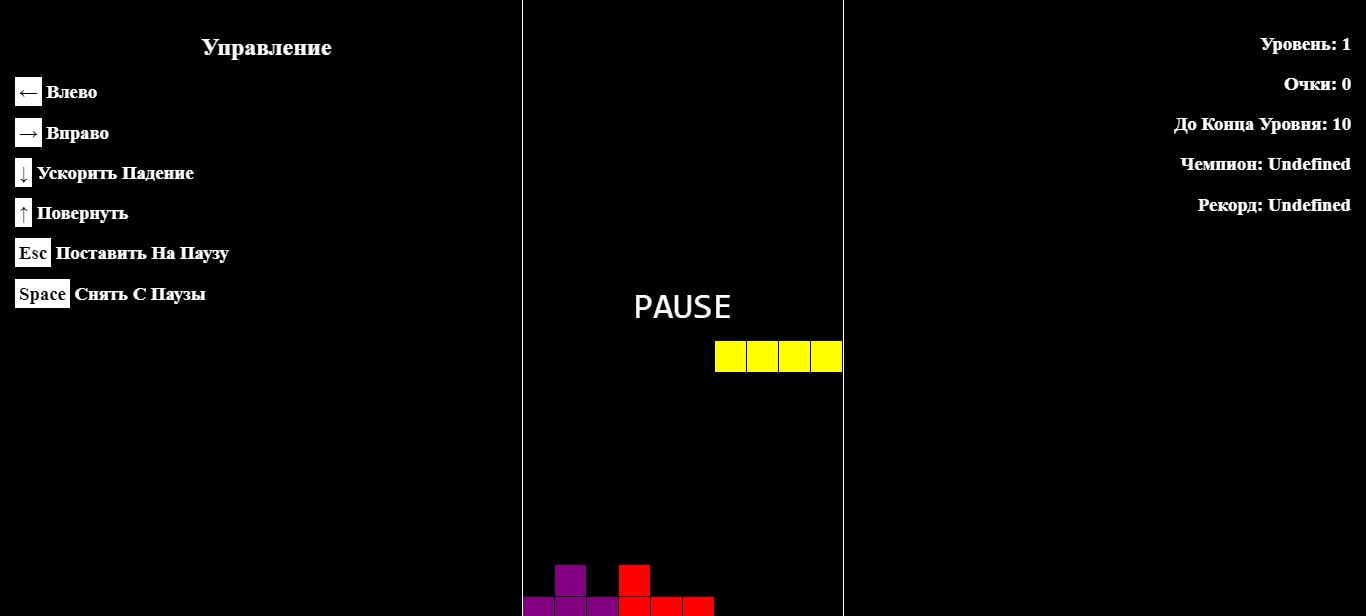 Управление
← Влево
→ Вправо
↓ Ускорить Падение
↑ Повернуть
Esc Поставить На Паузу
Space Снять С Паузы
PAUSE
Уровень: 1
Очки: 0
До Конца Уровня: 10
Чемпион: Undefined
Рекорд: Undefined